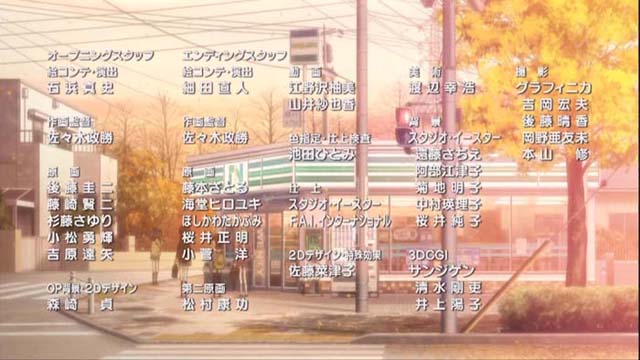 オープニングスタッフ
絵コンテ・演出
石浜真史
作画監督
佐々木政勝
原画
後藤圭二
藤崎賢二
杉藤さゆり
小松勇輝
吉原達矢
OP背景・2Dデザイン
森崎貞
エンディングスタッフ
絵コンテ・演出
細田直人
作画監督
佐々木政勝
原画
藤本さとる
海堂ヒロユキ
ほしかわたかふみ
桜井正明
小菅洋
第二原画
松村康功
動画
江野沢柚美
山井紗也香
色指定・仕上検査
池田ひとみ
仕上
スタジオ・イースター
F.A.I.インターナショナル
2Dデザイン・特殊効果
佐藤菜津子
美術
渡辺幸浩
背景
スタジオ・イースター
遠藤さちえ
阿部江津子
菊地明子
中村瑛理子
桜井純子
3DCGI
サンジゲン
清水剛吏
井上陽子
撮影
グラフィニカ
吉岡宏夫
後藤晴香
岡野亜友未
本山修